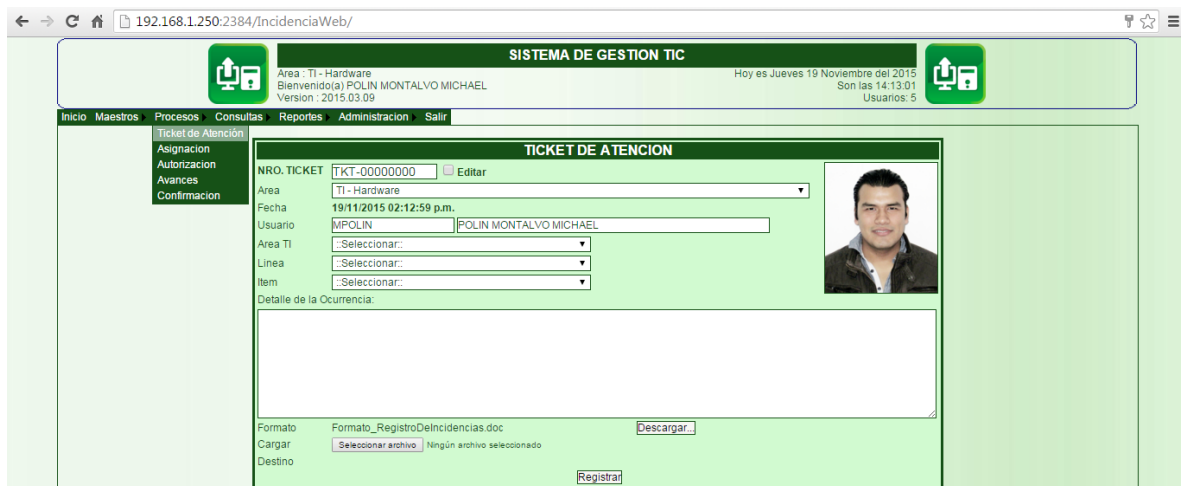 192.168.1.250:2384/IncidenciaWeb/
SISTEMA DE GESTION TIC
Area : TI - Hardware
Bienvenido(a) POLIN MONTALVO MICHAEL
Version : 2015.03.09
Hoy es Jueves 19 Noviembre del 2015
Son las 14:13:01
Usuarios: 5
Inicio Maestros Procesos Consultas Reportes Administracion Salir
Ticket de Atención
Asignacion
Autorizacion
Avances
Confirmacion
TICKET DE ATENCION
NRO. TICKET TKT-00000000 Editar
Area TI - Hardware
Fecha 19/11/2015 02:12:59 p.m.
Usuario MPOLIN POLIN MONTALVO MICHAEL
Area TI ::Seleccionar::
Linea ::Seleccionar::
Item ::Seleccionar::
Detalle de la Ocurrencia:
Formato Formato_RegistroDeIncidencias.doc Descargar...
Cargar Seleccionar archivo Ningún archivo seleccionado
Destino
Registrar